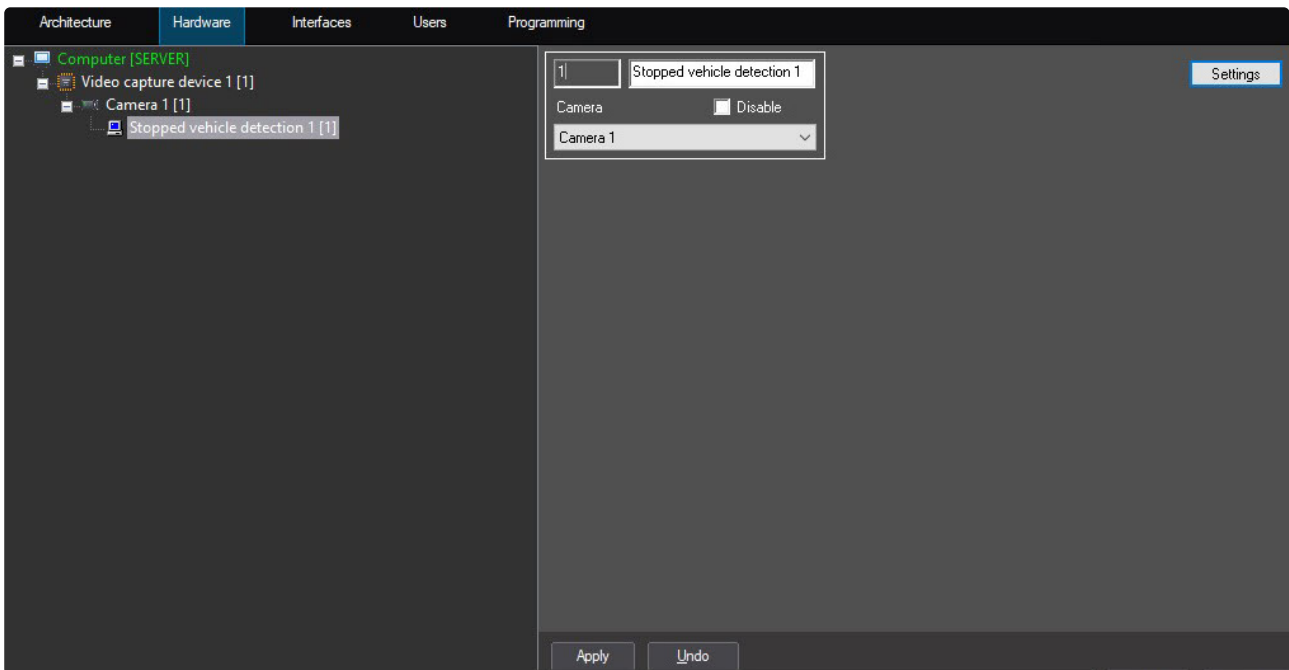 Architecture Hardware Interfaces Users Programming
Computer [SERVER]
Video capture device 1 [1]
Camera 1 [1]
Stopped vehicle detection 1 [1]
1 Stopped vehicle detection 1
Camera Disable
Camera 1
Settings
Apply Undo